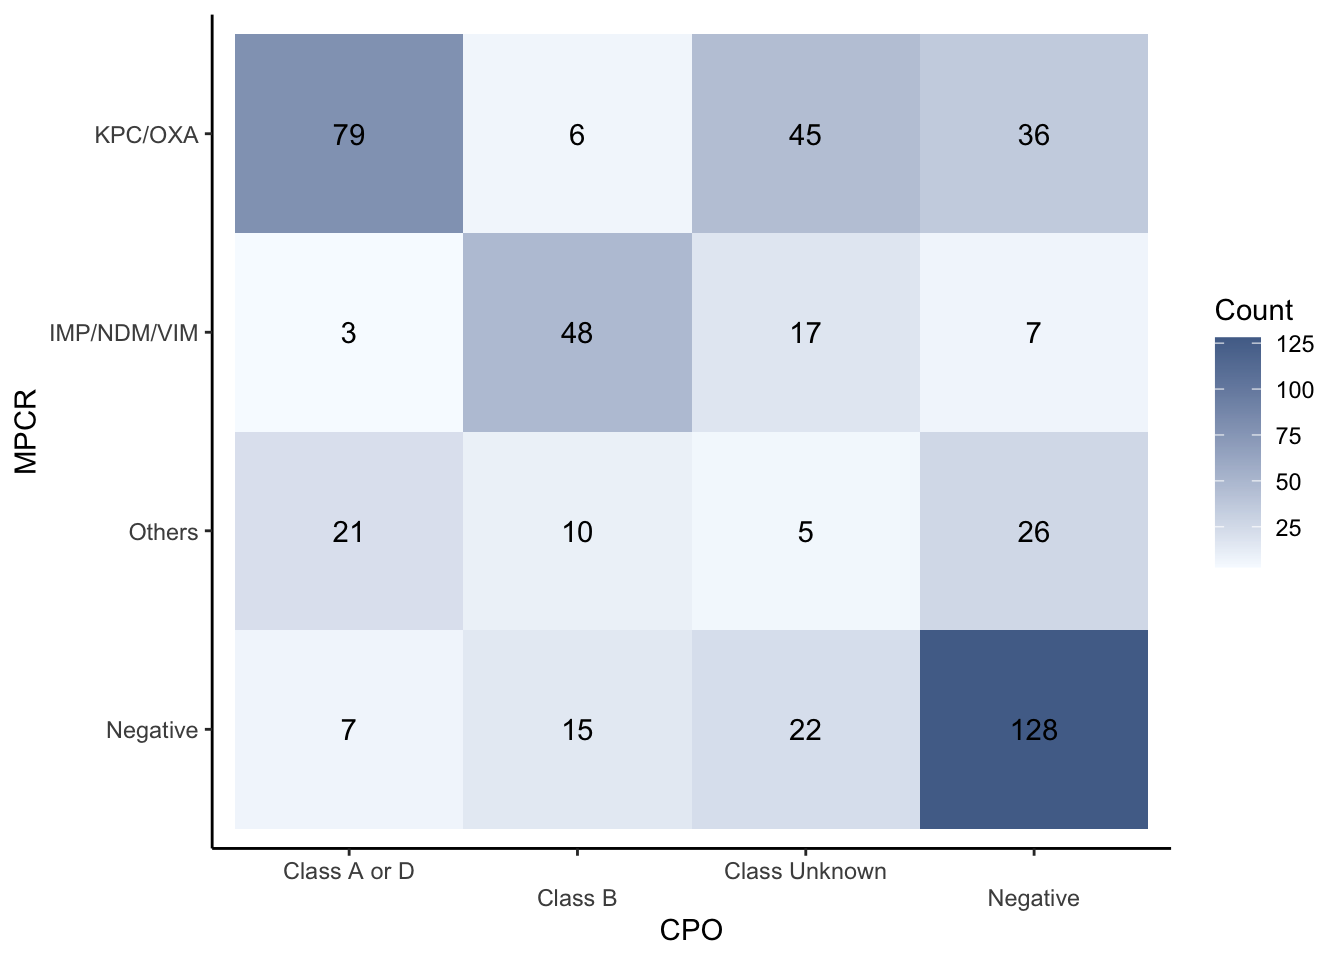 KPC/OXA 79 6 45 36
IMP/NDM/VIM 3 48 17 7
Others 21 10 5 26
Negative 7 15 22 128
MPCR
Class A or D
Class B
Class Unknown
Negative
CPO
Count
125
100
75
50
25